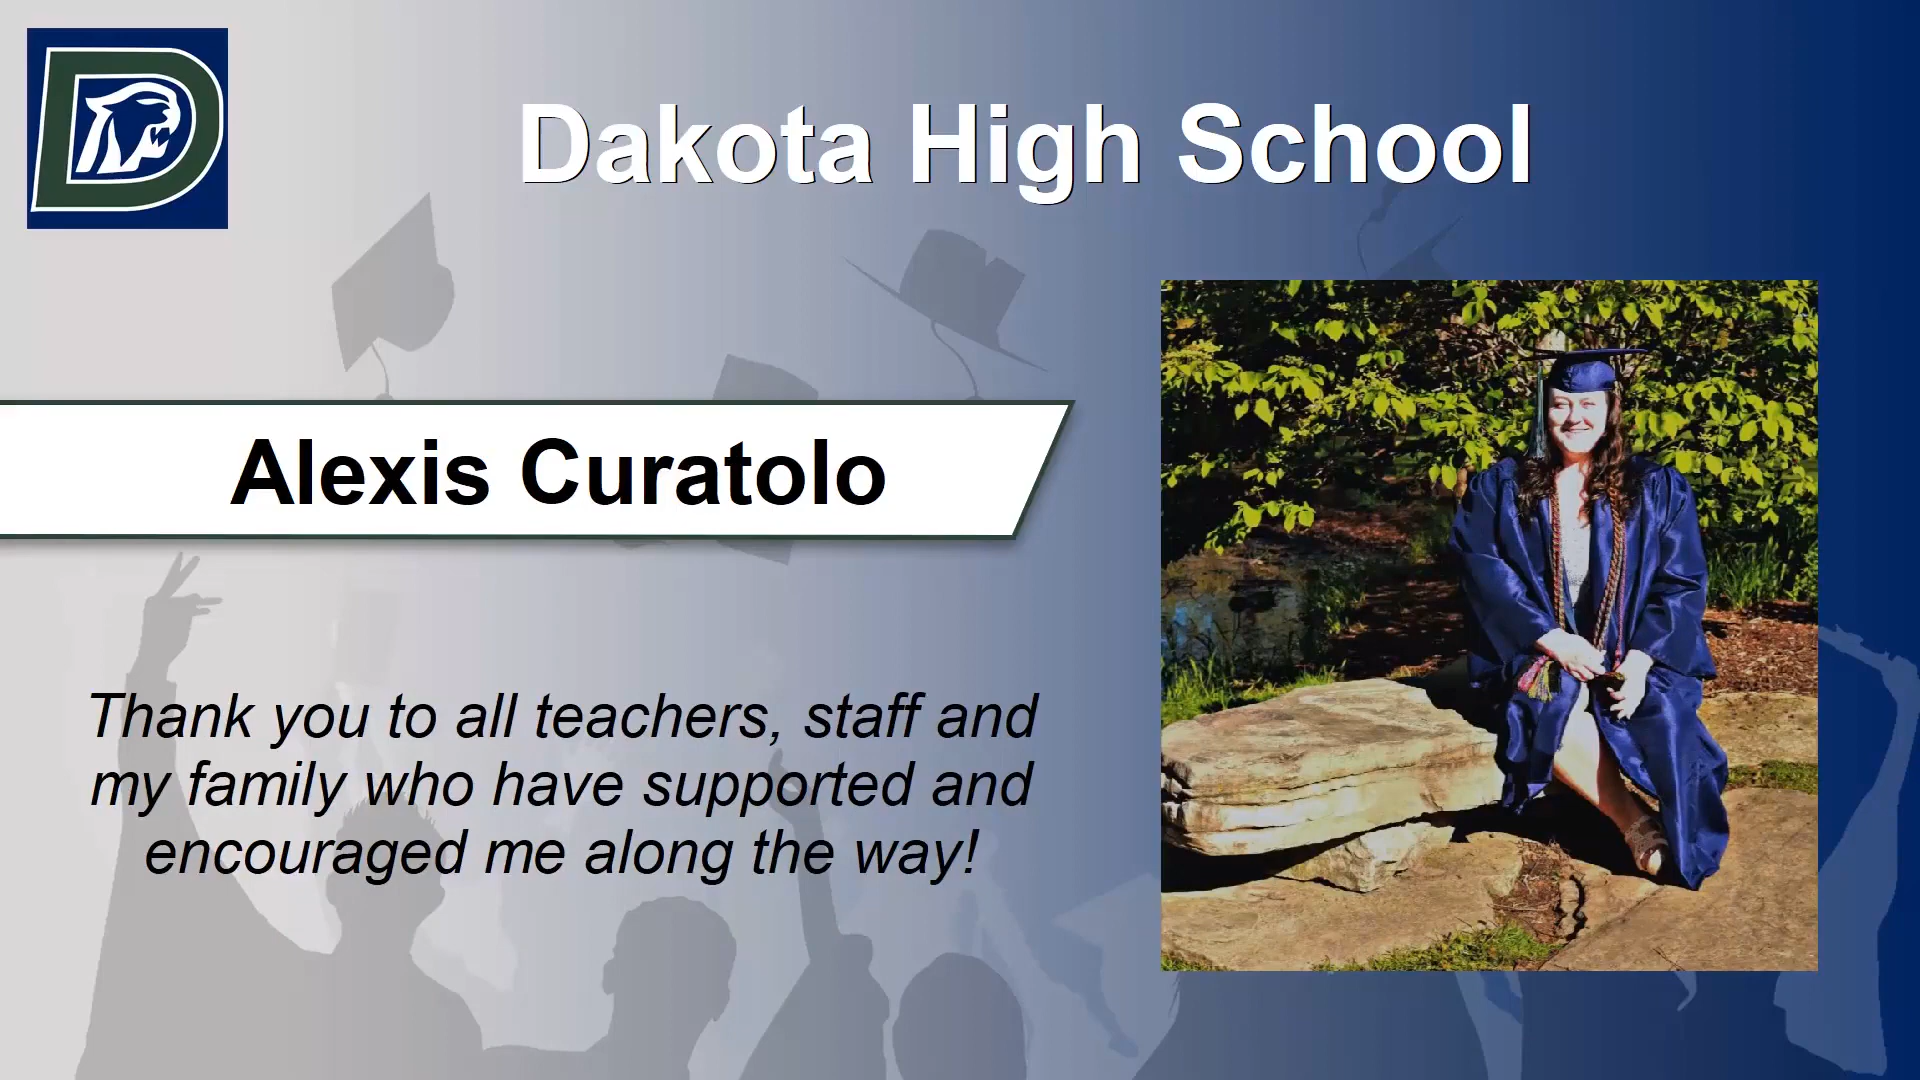 D
Dakota High School
Alexis Curatolo
Thank you to all teachers, staff and
my family who have supported and
encouraged me along the way!